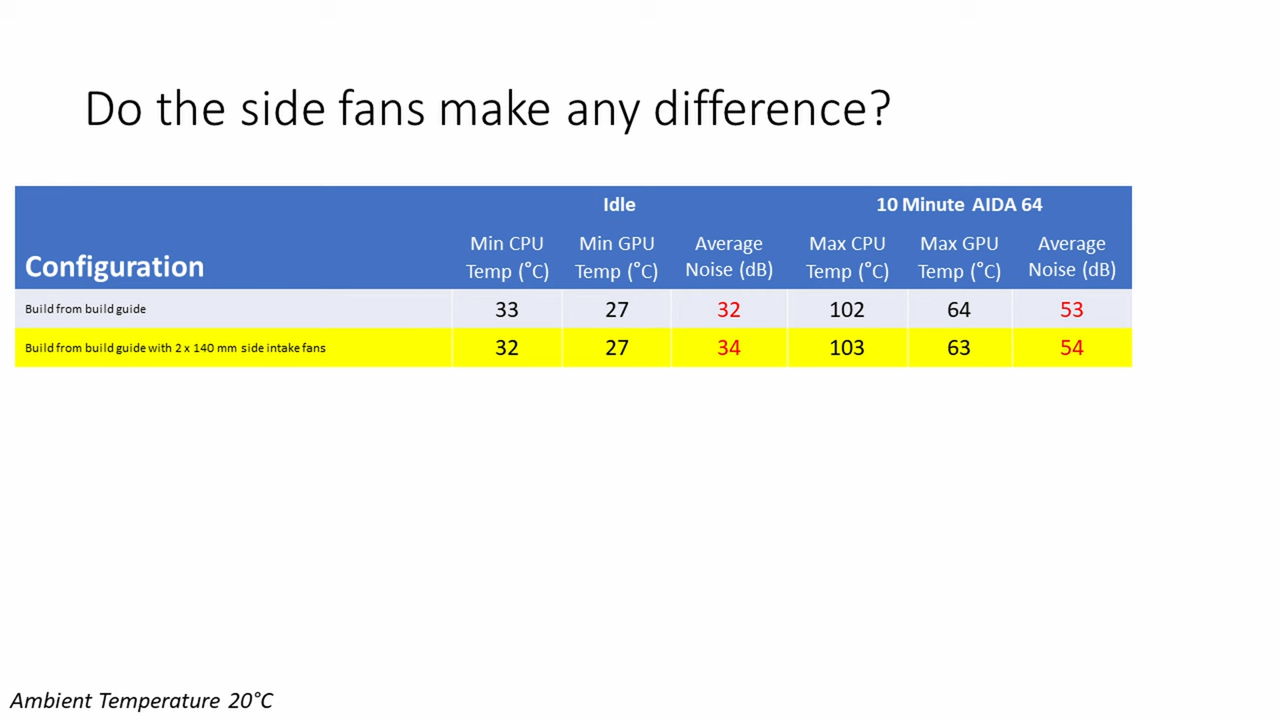 Do the side fans make any difference?
Idle 10 Minute AIDA 64
Configuration Min CPU Temp (°C) Min GPU Temp (°C) Average Noise (dB) Max CPU Temp (°C) Max GPU Temp (°C) Average Noise (dB)
Build from build guide 33 27 32 102 64 53
Build from build guide with 2 x 140 mm side intake fans 32 27 34 103 63 54
Ambient Temperature 20°C